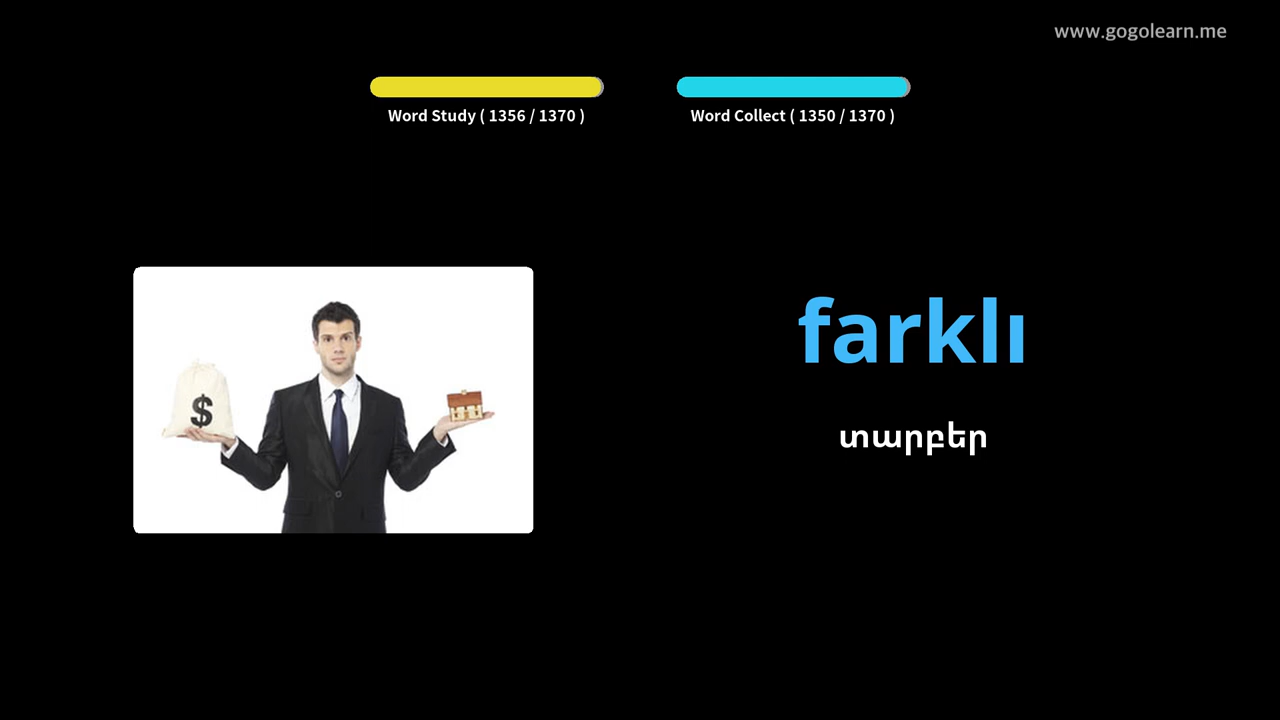 www.gogolearn.me
Word Study ( 1356 / 1370 )
Word Collect ( 1350 / 1370 )
$
farklı
տարբեր